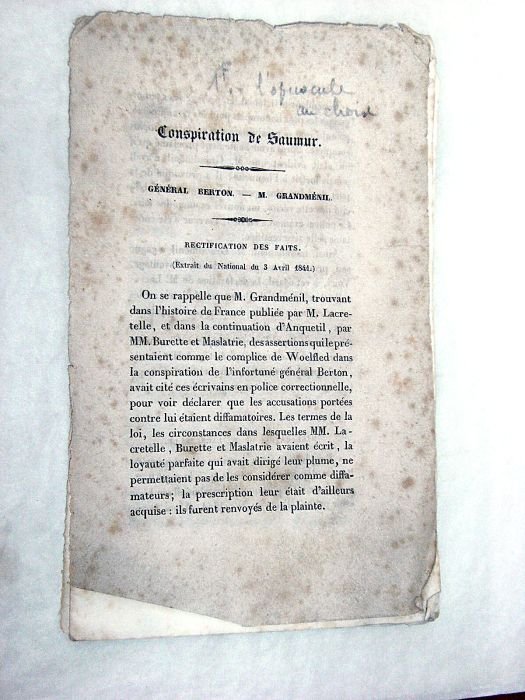 1F. l'opuscule
au choix
Conspiration de Saumur.
GÉNÉRAL BERTON. — M. GRANDMÉNIL.
RECTIFICATION DES FAITS.
(Extrait du National du 3 Avril 1841.)
On se rappelle que M. Grandménil, trouvant
dans l'histoire de France publiée par M. Lacre-
telle, et dans la continuation d'Anquetil, par
MM. Burette et Maslatrie, des assertions qui le pré-
sentaient comme le complice de Woelfled dans
la conspiration de l'infortuné général Berton,
avait cité ces écrivains en police correctionnelle,
pour voir déclarer que les accusations portées
contre lui étaient diffamatoires. Les termes de la
loi, les circonstances dans lesquelles MM. La-
cretelle, Burette et Maslatrie avaient écrit, la
loyauté parfaite qui avait dirigé leur plume, ne
permettaient pas de les considérer comme diffa-
mateurs; la prescription leur était d'ailleurs
acquise : ils furent renvoyés de la plainte.